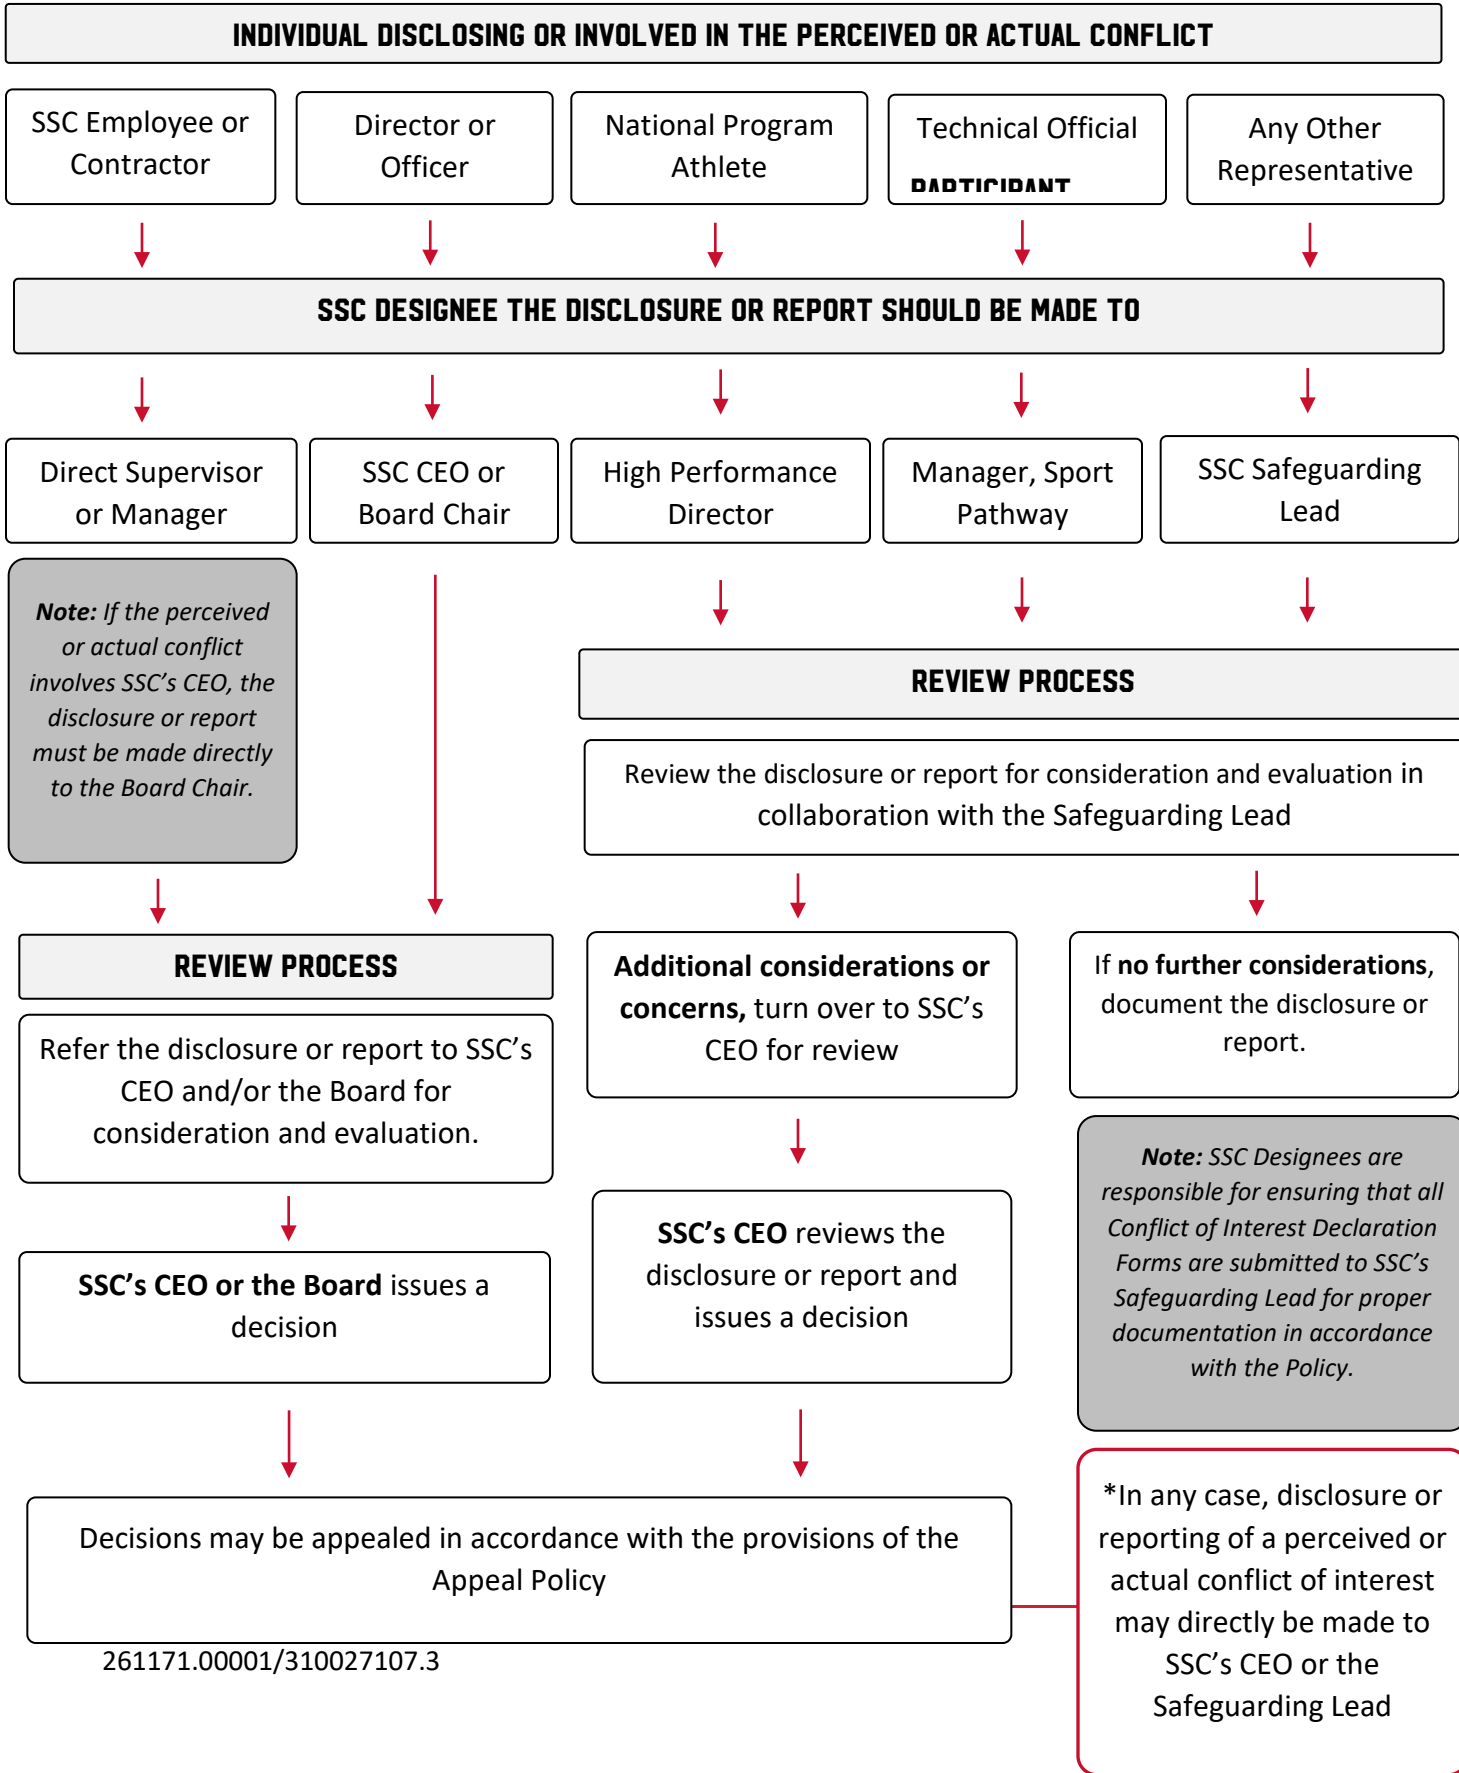 INDIVIDUAL DISCLOSING OR INVOLVED IN THE PERCEIVED OR ACTUAL CONFLICT
SSC Employee or
Contractor
Director or
Officer
National Program
Athlete
Technical Official
PARTICIPANT
Any Other
Representative
SSC DESIGNEE THE DISCLOSURE OR REPORT SHOULD BE MADE TO
Direct Supervisor
or Manager
SSC CEO or
Board Chair
High Performance
Director
Manager, Sport
Pathway
SSC Safeguarding
Lead
Note: If the perceived
or actual conflict
involves SSC’s CEO, the
disclosure or report
must be made directly
to the Board Chair.
REVIEW PROCESS
Review the disclosure or report for consideration and evaluation in
collaboration with the Safeguarding Lead
REVIEW PROCESS
Refer the disclosure or report to SSC’s
CEO and/or the Board for
consideration and evaluation.
SSC’s CEO or the Board issues a
decision
Additional considerations or
concerns, turn over to SSC’s
CEO for review
SSC’s CEO reviews the
disclosure or report and
issues a decision
If no further considerations,
document the disclosure or
report.
Note: SSC Designees are
responsible for ensuring that all
Conflict of Interest Declaration
Forms are submitted to SSC’s
Safeguarding Lead for proper
documentation in accordance
with the Policy.
Decisions may be appealed in accordance with the provisions of the
Appeal Policy
*In any case, disclosure or
reporting of a perceived or
actual conflict of interest
may directly be made to
SSC’s CEO or the
Safeguarding Lead
261171.00001/310027107.3